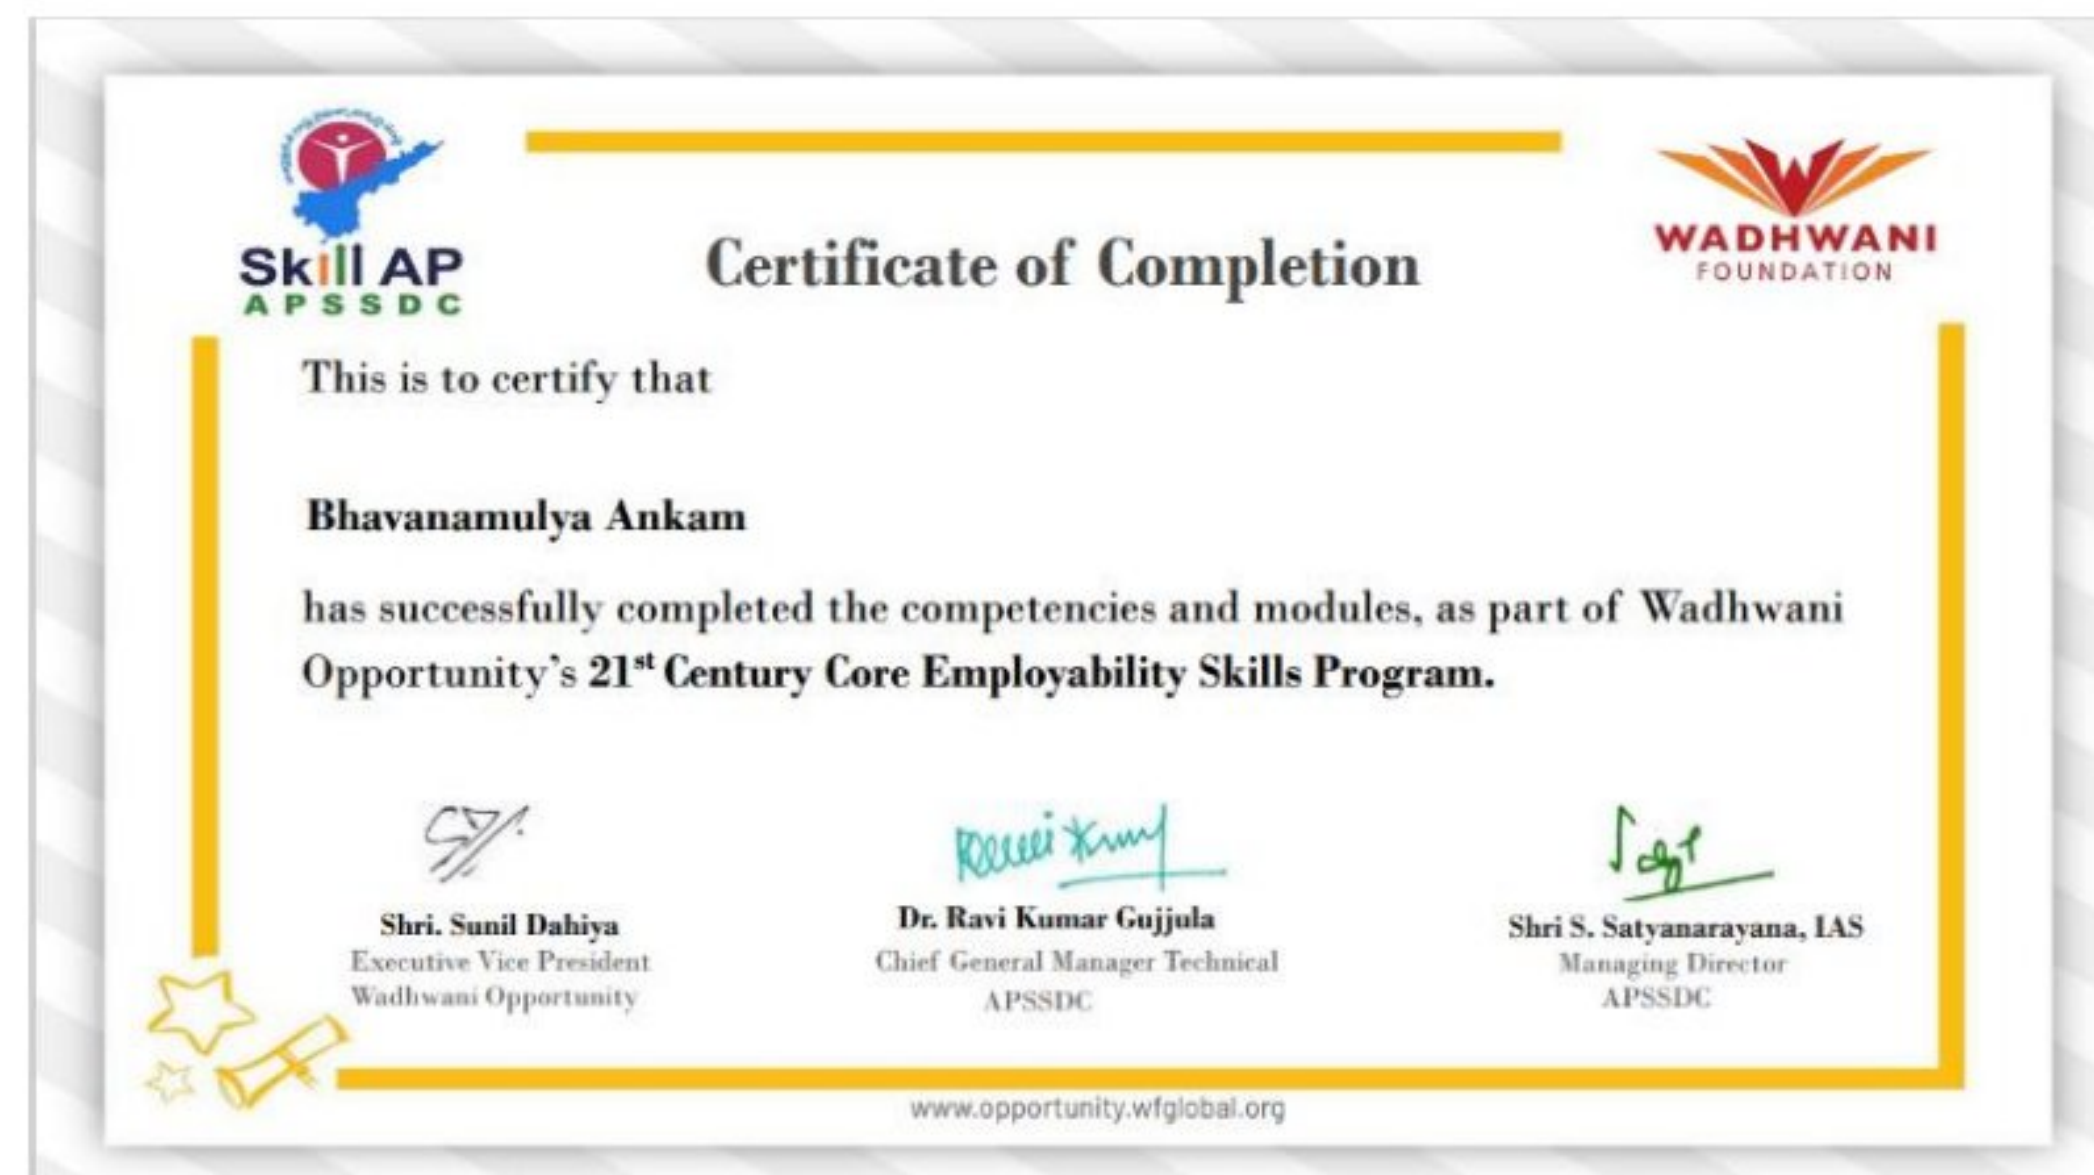 Skill AP
APSSDC
WADHWANI
FOUNDATION
Certificate of Completion
This is to certify that
Bhavanamulya Ankam
has successfully completed the competencies and modules, as part of Wadhwani
Opportunity's 21st Century Core Employability Skills Program.
Shri. Sunil Dahiya
Executive Vice President
Wadhwani Opportunity
Dr. Ravi Kumar Gujjula
Chief General Manager Technical
APSSDC
Shri S. Satyanarayana, IAS
Managing Director
APSSDC
www.opportunity.wfglobal.org